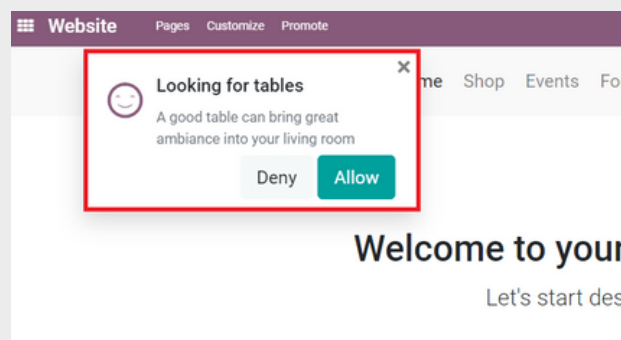 Website Pages Customize Promote
Looking for tables
me Shop Events Fo
A good table can bring great
ambiance into your living room
Deny Allow
Welcome to your
Let's start des